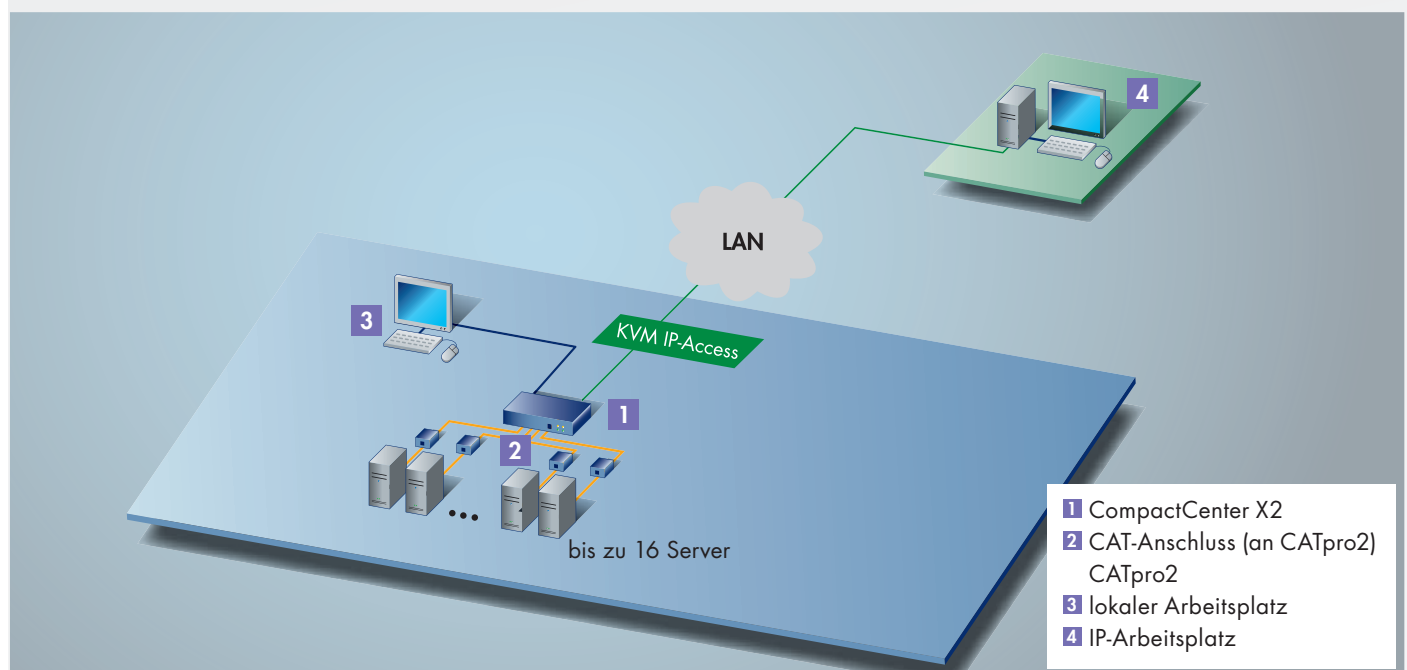 4
LAN
3
KVM IP-Access
1
2
bis zu 16 Server
1 CompactCenter X2
2 CAT-Anschluss (an CATpro2)
CATpro2
3 lokaler Arbeitsplatz
4 IP-Arbeitsplatz